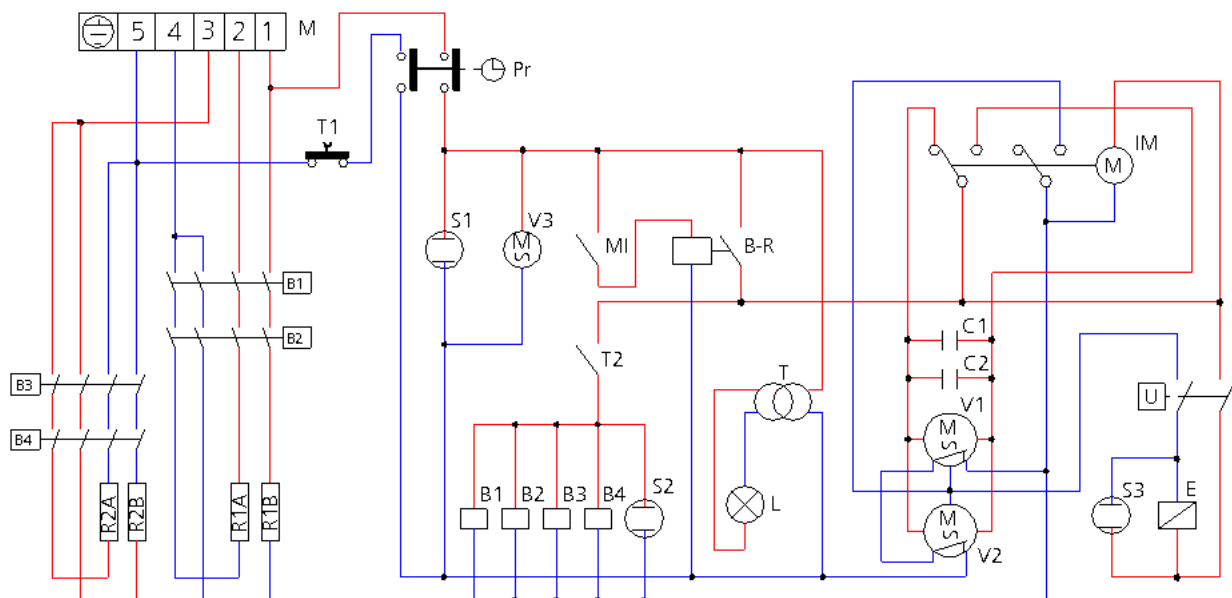 5 4 3 2 1 M
Pr
T1
IM
M
S1
V3
M
S
MI
B-R
B1
B2
C1
T2
C2
T
B3
U
V1
B4
M
S
R2A
R2B
R1A
R1B
B1
B2
B3
B4
S2
L
S3
E
M
S
V2